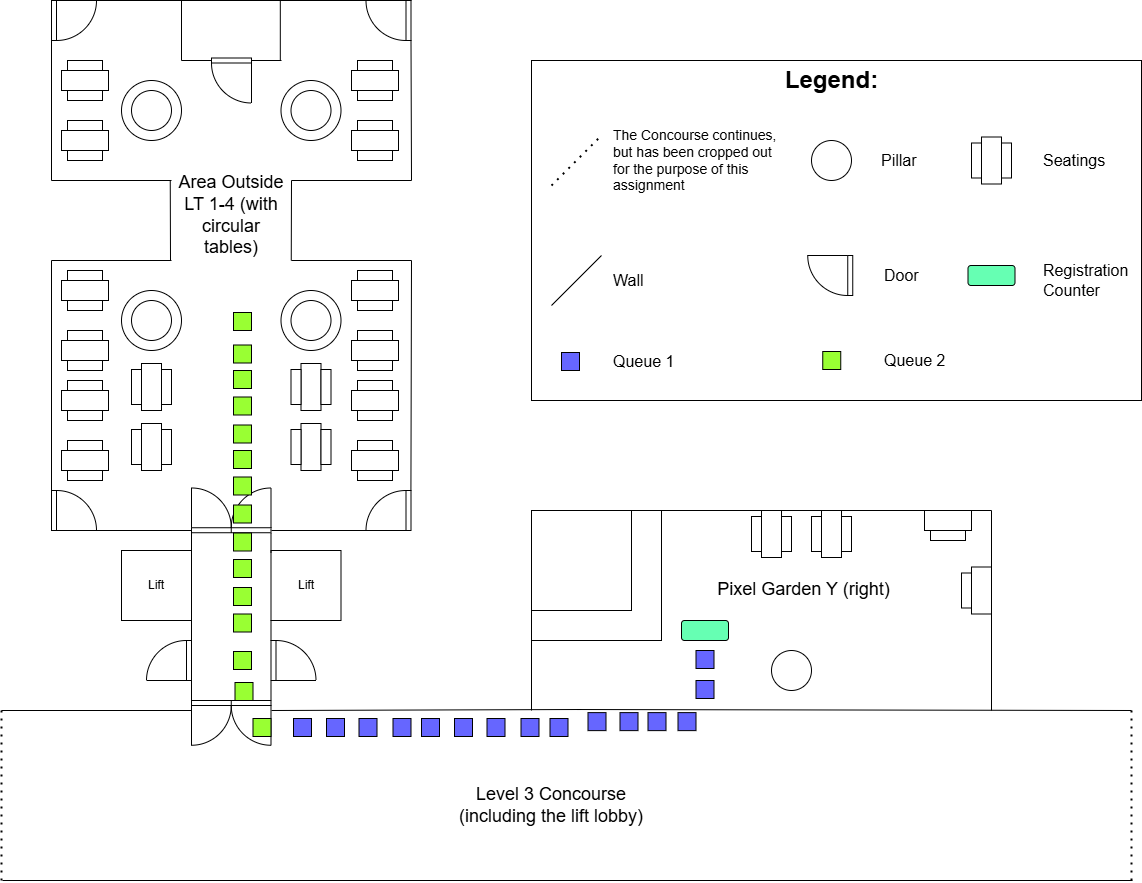 Legend:
The Concourse continues,
but has been cropped out
for the purpose of this
assignment
Pillar
Seatings
Wall
Door
Registration
Counter
Queue 1
Queue 2
Area Outside
LT 1-4 (with
circular
tables)
Lift
Lift
Pixel Garden Y (right)
Level 3 Concourse
(including the lift lobby)